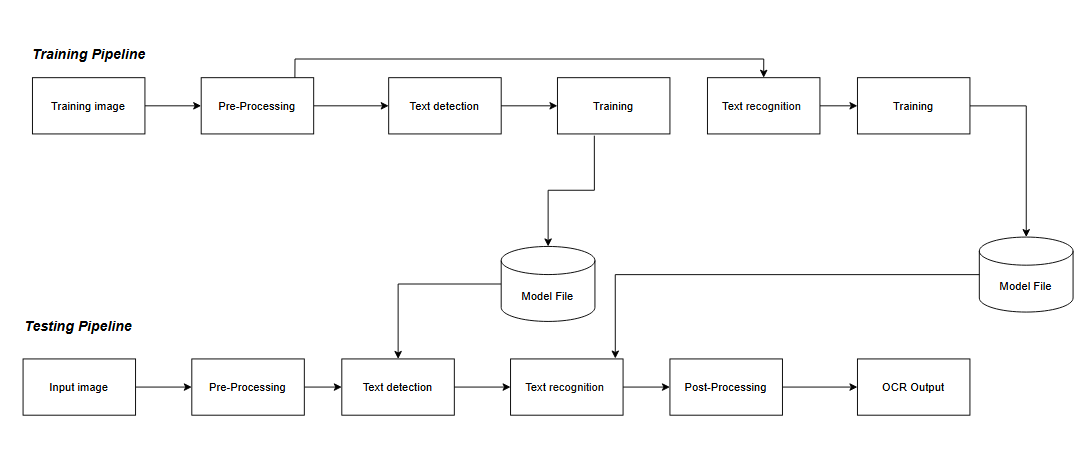 Training Pipeline
Training image
Pre-Processing
Text detection
Training
Text recognition
Training
Model File
Model File
Testing Pipeline
Input image
Pre-Processing
Text detection
Text recognition
Post-Processing
OCR Output